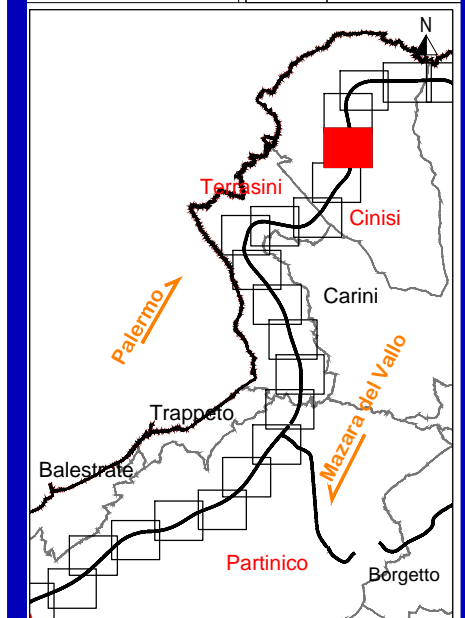 N
Terrasini
Cinisi
Carini
Palermo
Mazara del Vallo
Trappeto
Balestrate
Partinico
Borgetto